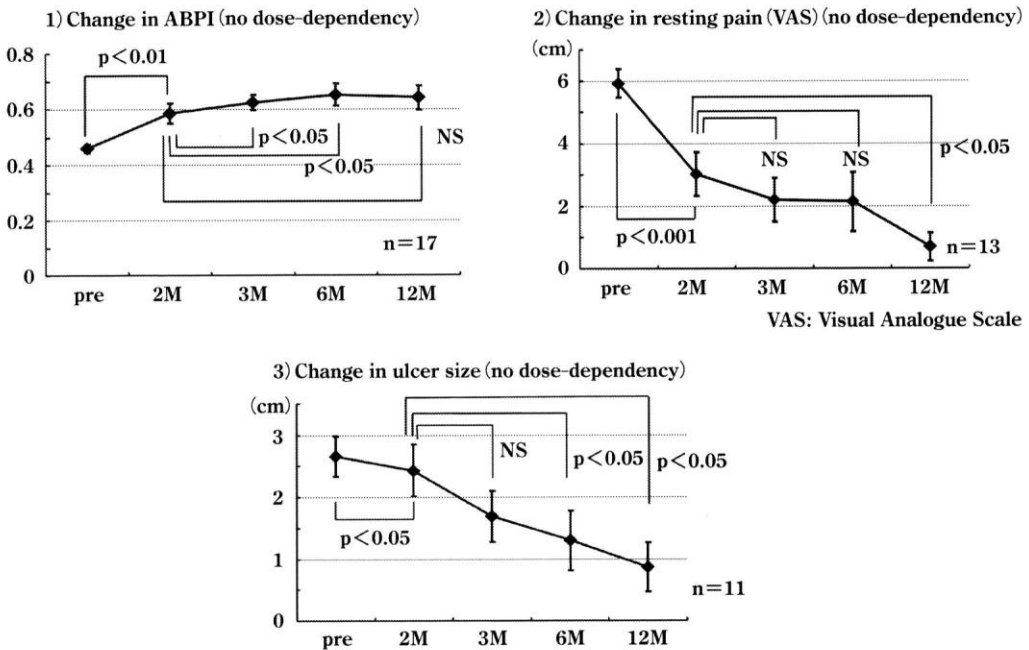 1) Change in ABPI (no dose-dependency)
0.8
0.6
0.4
0.2
0
p<0.01
p<0.05
p<0.05
NS
n=17
pre 2M 3M 6M 12M
2) Change in resting pain (VAS) (no dose-dependency)
(cm)
6
4
2
0
p<0.05
NS NS
p<0.001
n=13
pre 2M 3M 6M 12M
VAS: Visual Analogue Scale
3) Change in ulcer size (no dose-dependency)
(cm)
3
2
1
0
NS
p<0.05 p<0.05
p<0.05
n=11
pre 2M 3M 6M 12M